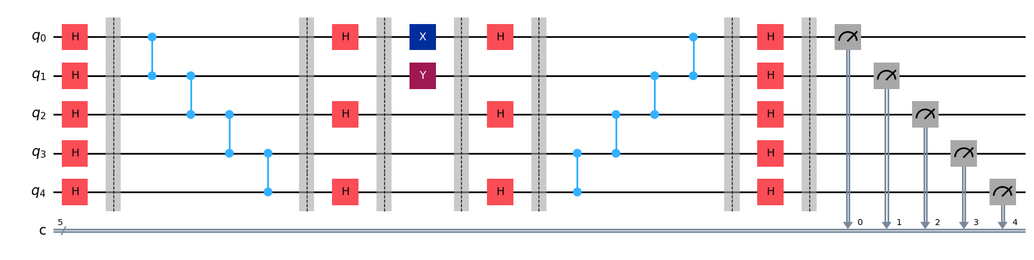 q0 H H X H H
q1 H Y H
q2 H H H H
q3 H H
q4 H H H H
5
c 0 1 2 3 4